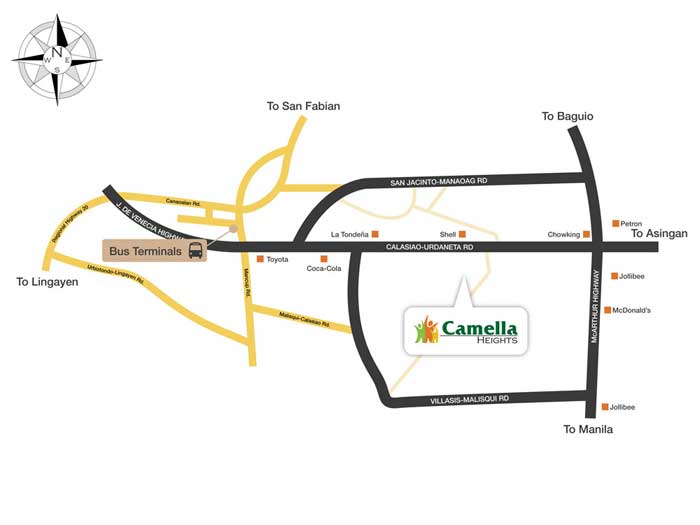 N
W
E
S
To San Fabian
To Baguio
SAN JACINTO-MANAOAG RD
Regional Highway 20
Canaoalan Rd.
J. DE VENECIA HIGHWAY
Petron
La Tondeña
Shell
Chowking
To Asingan
Bus Terminals
CALASIAO-URDANETA RD
Toyota
Coca-Cola
To Lingayen
Urbiztondo-Lingayen Rd.
Mancup Rd.
Jollibee
McARTHUR HIGHWAY
McDonald's
Malisqui-Calasiao Rd.
Camella
HEIGHTS
VILLASIS-MALISQUI RD
Jollibee
To Manila